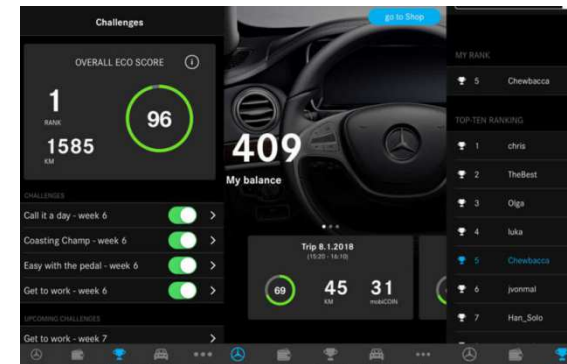 Challenges
OVERALL ECO SCORE
1
RANK
96
1585
KM
CHALLENGES
Call it a day - week 6
Coasting Champ - week 6
Easy with the pedal - week 6
Get to work - week 6
UPCOMING CHALLENGES
Get to work - week 7
go to Shop
409
My balance
Trip 8.1.2018
(15:20 - 16:10)
69
45
KM
31
mobiCOIN
MY RANK
5 Chewbacca
TOP-TEN RANKING
1 chris
2 TheBest
3 Olga
4 luka
5 Chewbacca
6 jvonmal
7 Han_Solo